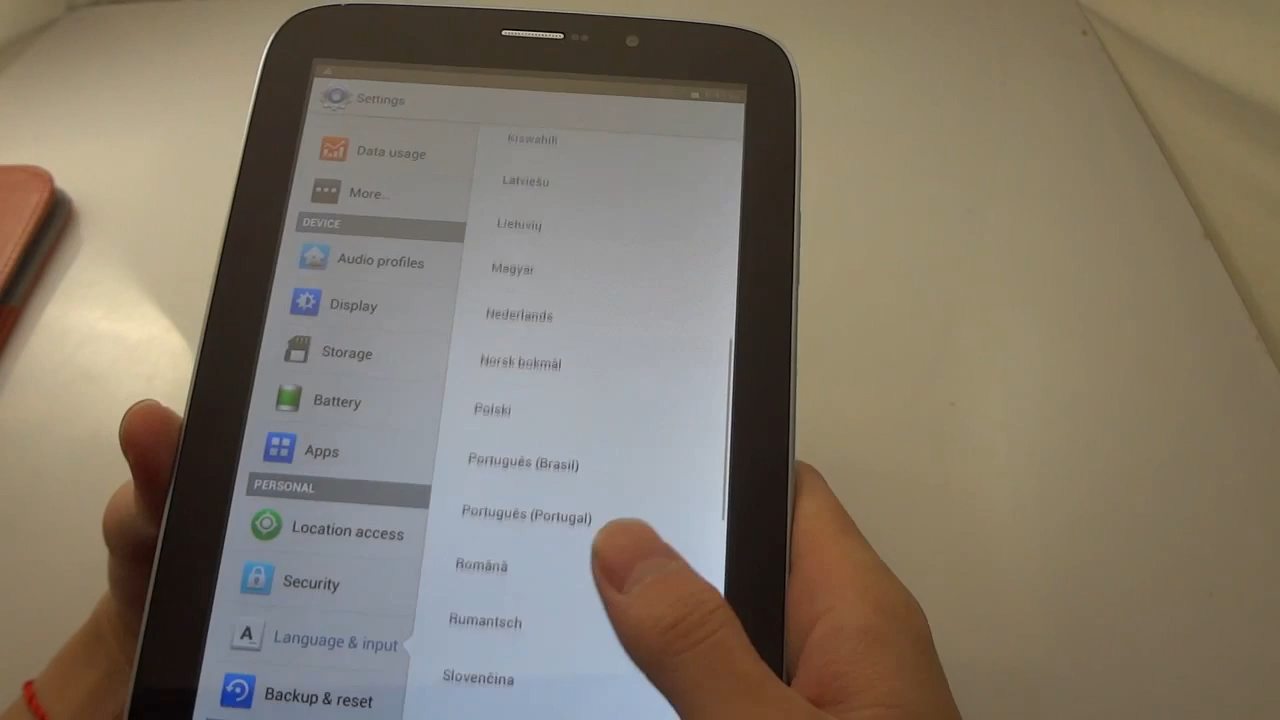 Settings
Data usage
More...
DEVICE
Audio profiles
Display
Storage
Battery
Apps
PERSONAL
Location access
Security
A
Language & input
Backup & reset
Kiswahili
Latviešu
Lietuvių
Magyar
Nederlands
Norsk bokmål
Polski
Português (Brasil)
Português (Portugal)
Română
Rumantsch
Slovenčina